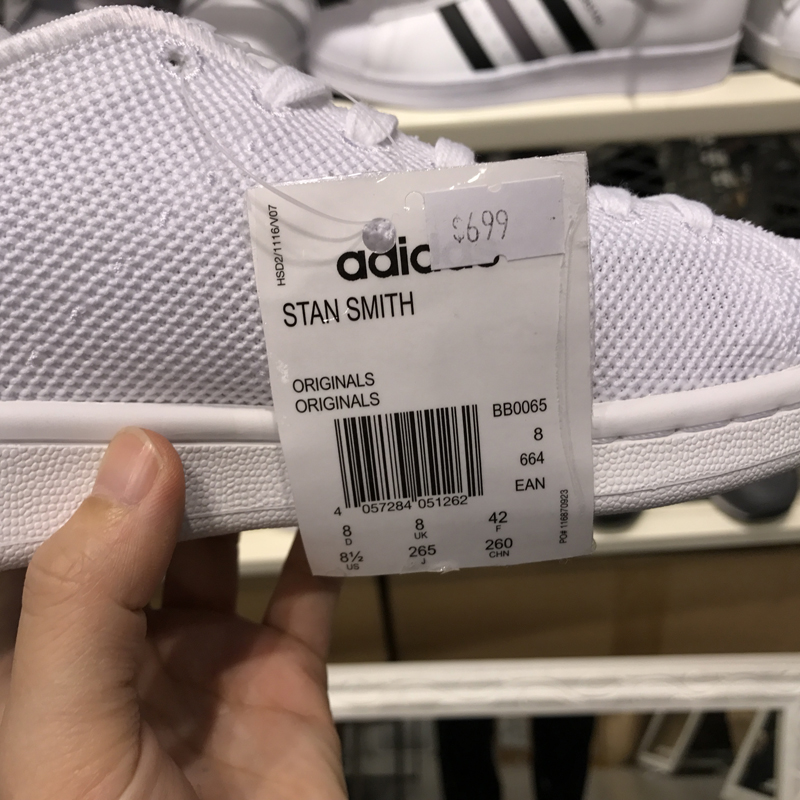 HSD2/1116/V07
$699
adidas
STAN SMITH
ORIGINALS
ORIGINALS
BB0065
8
664
EAN
4 057284 051262
8 8 42
D UK F
8½ 265 260
US J CHN
PO# 116870923